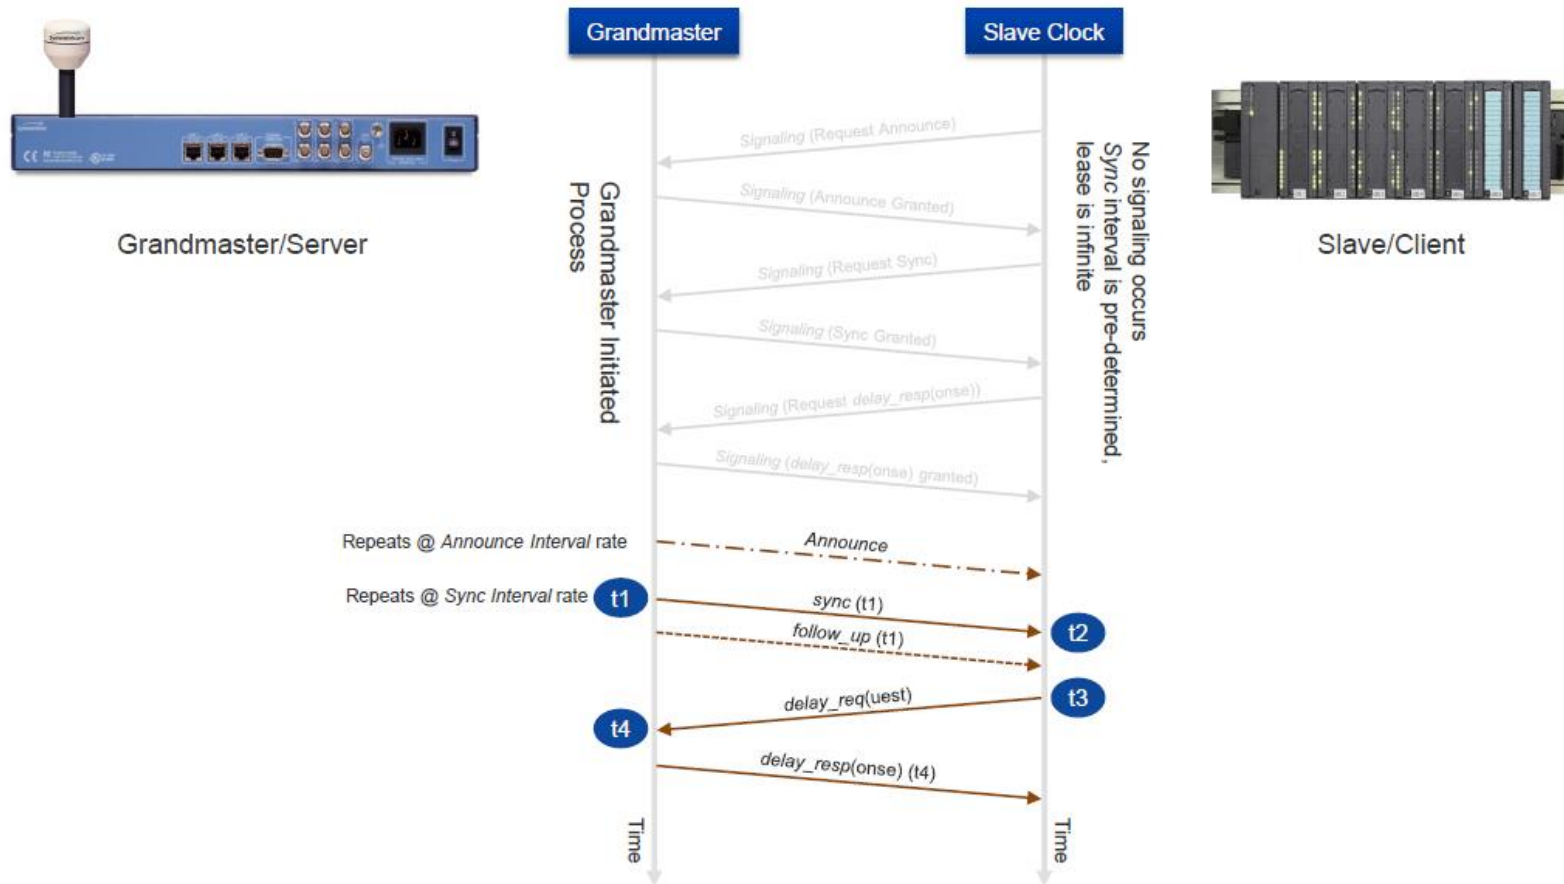 Grandmaster
Slave Clock
Signaling (Request Announce)
Signaling (Announce Granted)
Signaling (Request Sync)
Signaling (Sync Granted)
Signaling (Request delay_resp(onse))
Signaling (delay_resp(onse) granted)
Grandmaster/Server
Grandmaster Initiated
Process
No signaling occurs
Sync interval is pre-determined,
lease is infinite
Slave/Client
Repeats @ Announce Interval rate
Announce
Repeats @ Sync Interval rate
t1
sync (t1)
t2
follow_up (t1)
t3
delay_req(uest)
t4
delay_resp(onse) (t4)
Time
Time